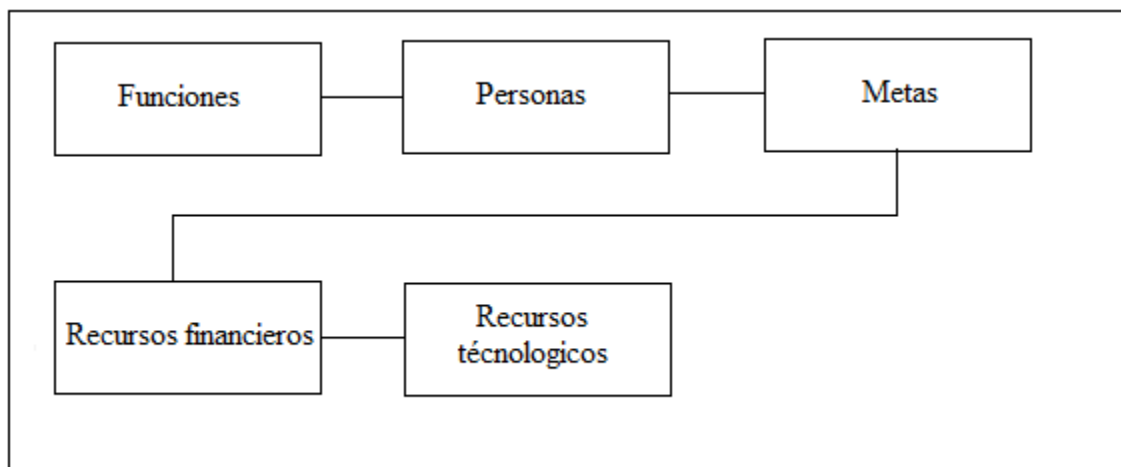 Funciones
Personas
Metas
Recursos financieros
Recursos
técnologicos